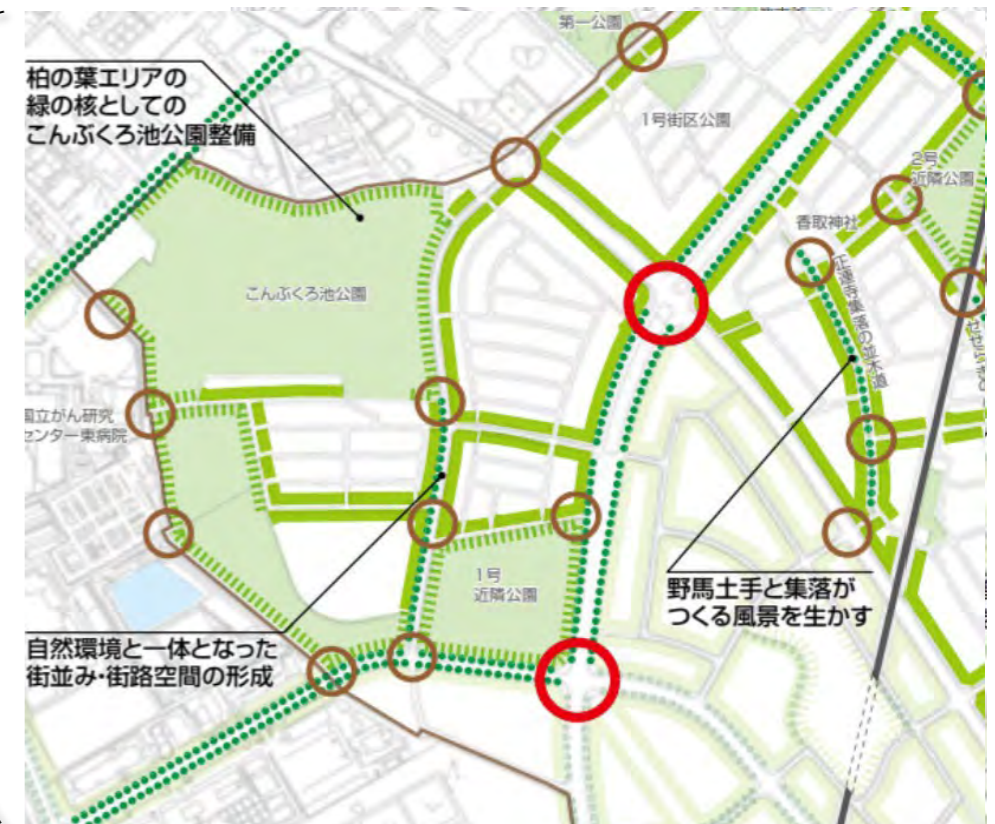 第一公園
柏の葉エリアの
緑の核としての
こんぶくろ池公園整備
1号街区公園
2号
近隣公園
香取神社
正連寺集落の並木道
こんぶくろ池公園
国立がん研究
センター東病院
1号
近隣公園
野馬土手と集落が
つくる風景を生かす
自然環境と一体となった
街並み・街路空間の形成